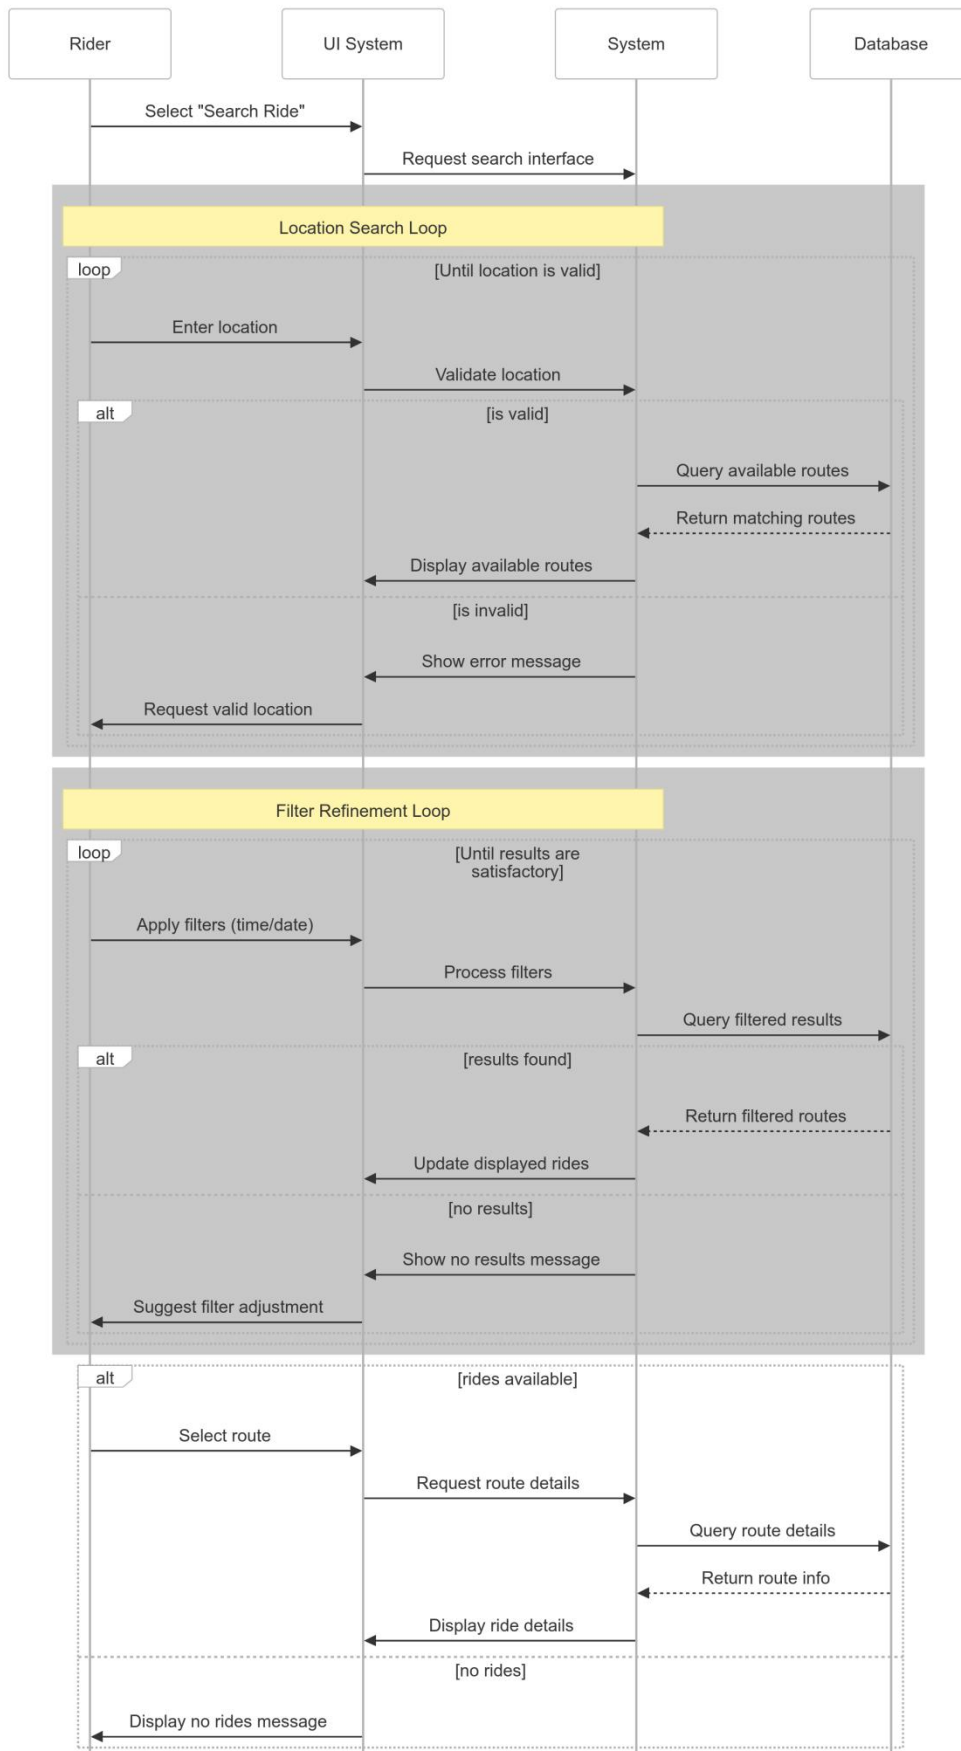 Rider
UI System
System
Database
Select "Search Ride"
Request search interface
Location Search Loop
loop
[Until location is valid]
Enter location
Validate location
alt
[is valid]
Query available routes
Return matching routes
Display available routes
[is invalid]
Show error message
Request valid location
Filter Refinement Loop
loop
[Until results are
satisfactory]
Apply filters (time/date)
Process filters
Query filtered results
alt
[results found]
Return filtered routes
Update displayed rides
[no results]
Show no results message
Suggest filter adjustment
alt
[rides available]
Select route
Request route details
Query route details
Return route info
Display ride details
[no rides]
Display no rides message